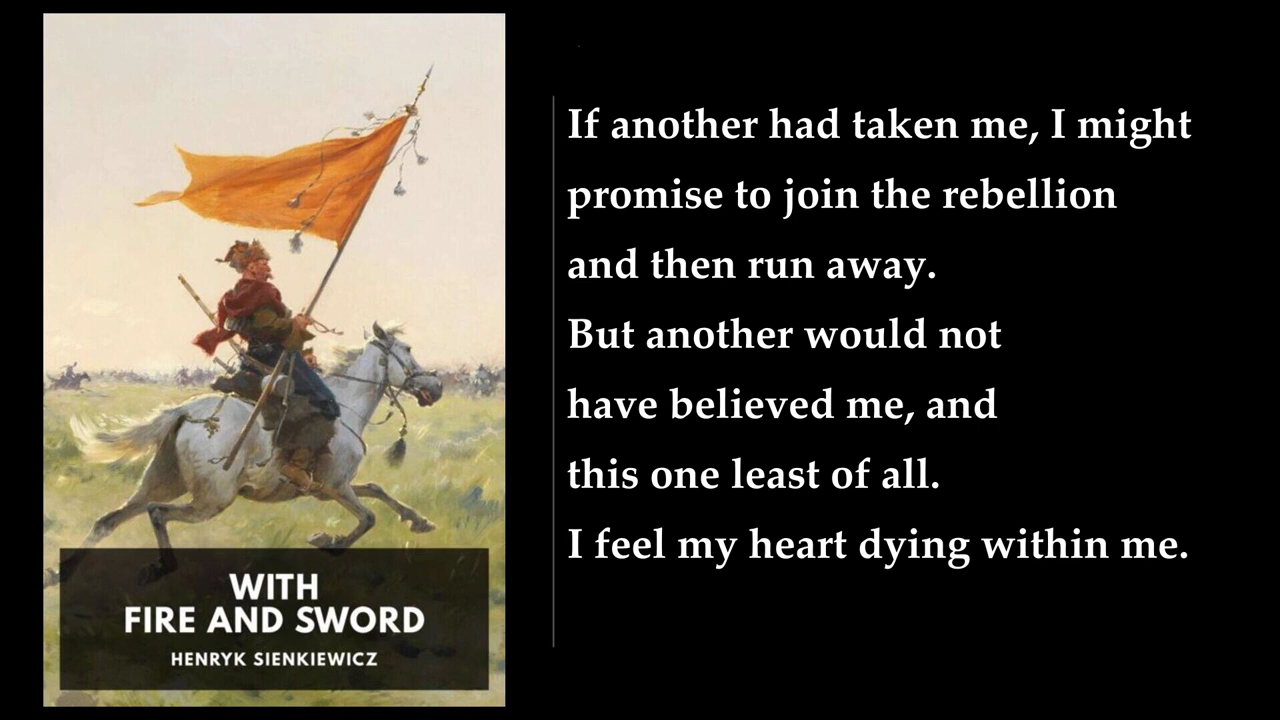 WITH
FIRE AND SWORD
HENRYK SIENKIEWICZ
If another had taken me, I might
promise to join the rebellion
and then run away.
But another would not
have believed me, and
this one least of all.
I feel my heart dying within me.